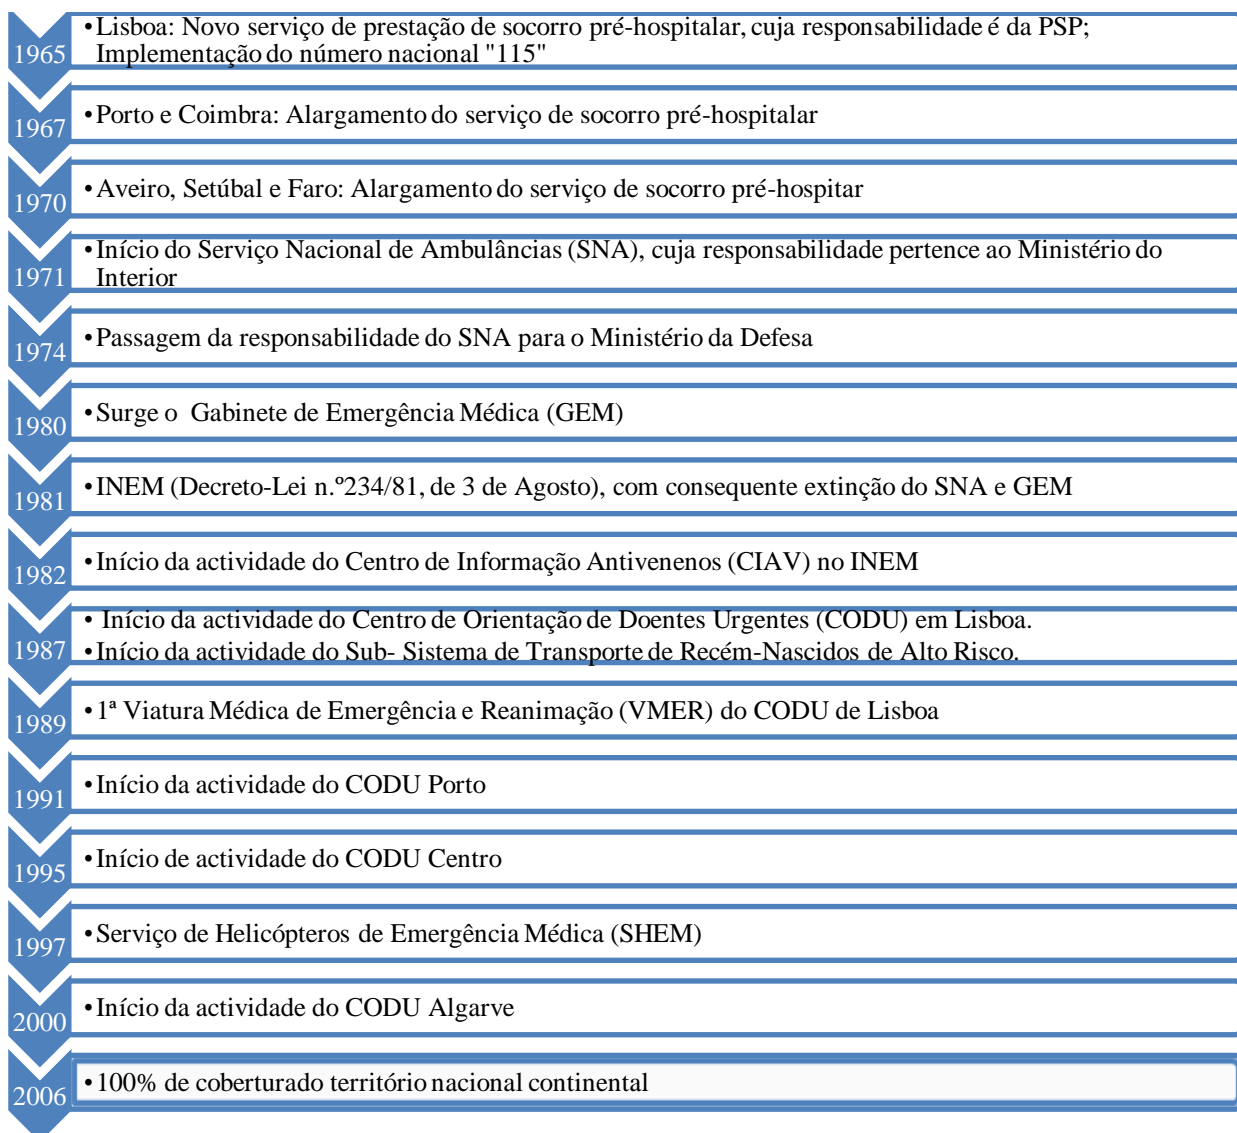 1965
•Lisboa: Novo serviço de prestação de socorro pré-hospitalar, cuja responsabilidade é da PSP;
Implementação do número nacional "115"
1967
•Porto e Coimbra: Alargamento do serviço de socorro pré-hospitalar
1970
•Aveiro, Setúbal e Faro: Alargamento do serviço de socorro pré-hospitar
1971
•Início do Serviço Nacional de Ambulâncias (SNA), cuja responsabilidade pertence ao Ministério do
Interior
1974
•Passagem da responsabilidade do SNA para o Ministério da Defesa
1980
•Surge o Gabinete de Emergência Médica (GEM)
1981
•INEM (Decreto-Lei n.º234/81, de 3 de Agosto), com consequente extinção do SNA e GEM
1982
•Início da actividade do Centro de Informação Antivenenos (CIAV) no INEM
1987
• Início da actividade do Centro de Orientação de Doentes Urgentes (CODU) em Lisboa.
•Início da actividade do Sub- Sistema de Transporte de Recém-Nascidos de Alto Risco.
1989
•1ª Viatura Médica de Emergência e Reanimação (VMER) do CODU de Lisboa
1991
•Início da actividade do CODU Porto
1995
•Início de actividade do CODU Centro
1997
•Serviço de Helicópteros de Emergência Médica (SHEM)
2000
•Início da actividade do CODU Algarve
2006
•100% de coberturado território nacional continental